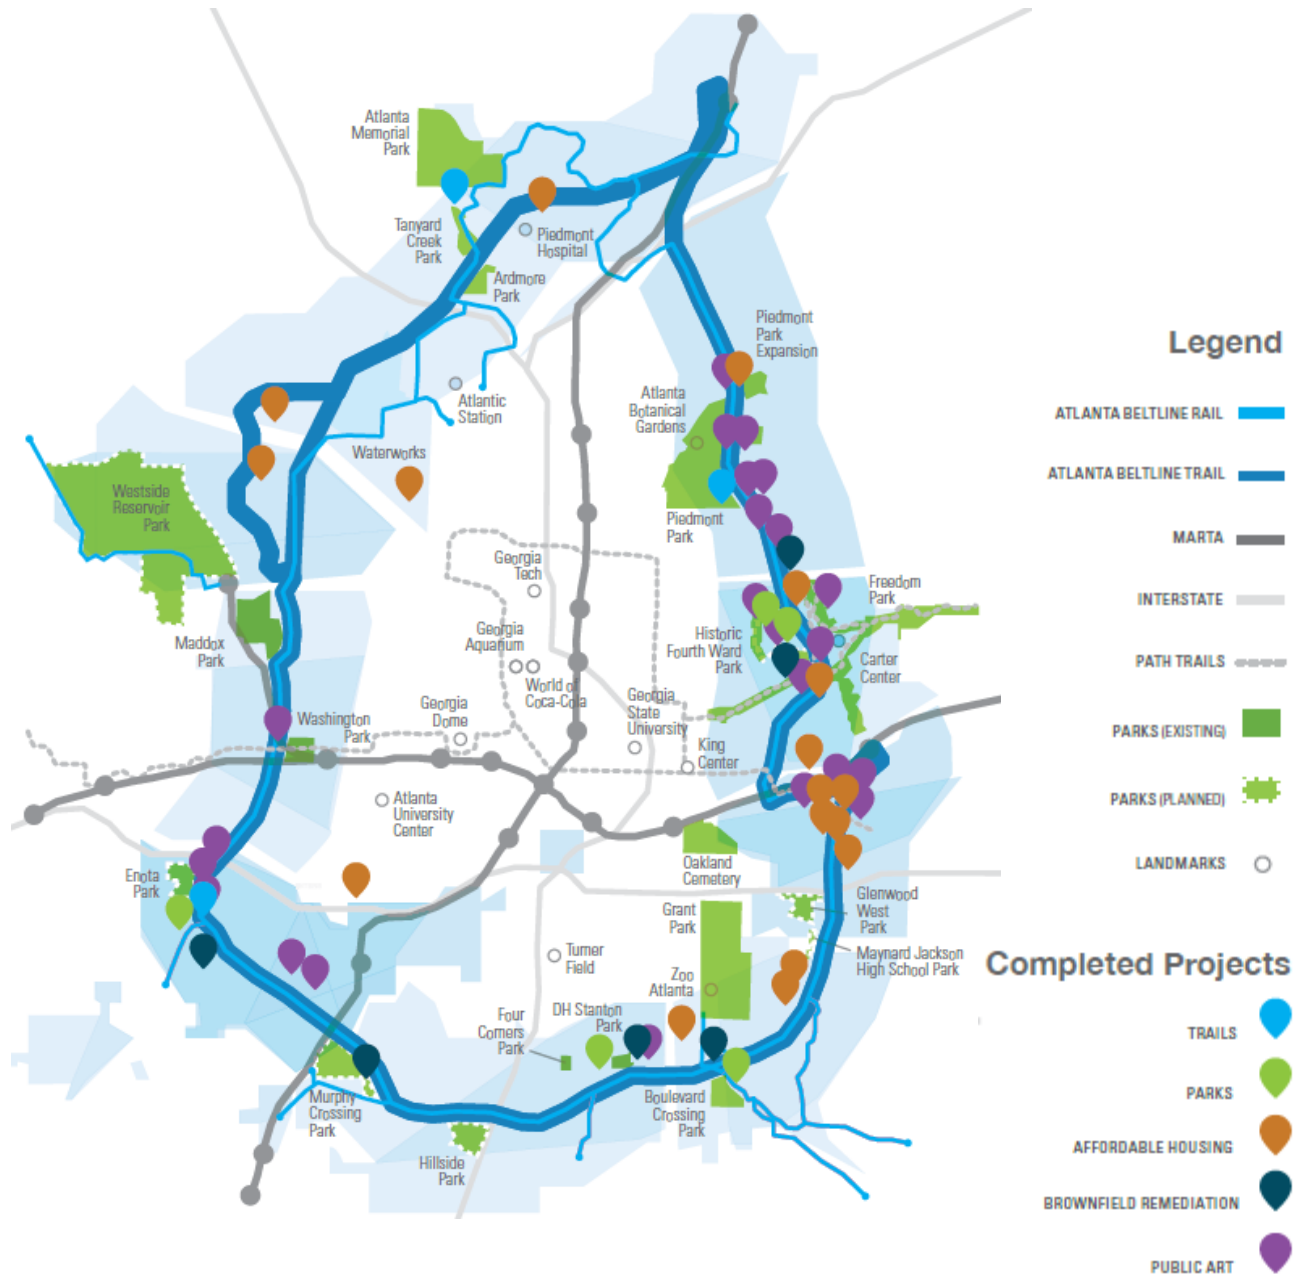 Atlanta
Memorial
Park
Tanyard
Creek
Park
Piedmont
Hospital
Ardmore
Park
Piedmont
Park
Expansion
Atlanta
Botanical
Gardens
Atlantic
Station
Waterworks
Westside
Reservoir
Park
Piedmont
Park
Georgia
Tech
Freedom
Park
Georgia
Aquarium
Historic
Fourth Ward
Park
Maddox
Park
Carter
Center
World of
Coca-Cola
Georgia
State
University
Georgia
Dome
Washington
Park
King
Center
Atlanta
University
Center
Oakland
Cemetery
Enota
Park
Grant
Park
Glenwood
West
Park
Turner
Field
Maynard Jackson
High School Park
Zoo
Atlanta
DH Stanton
Park
Four
Corners
Park
Murphy
Crossing
Park
Boulevard
Crossing
Park
Hillside
Park
Legend
ATLANTA BELTLINE RAIL
ATLANTA BELTLINE TRAIL
MARTA
INTERSTATE
PATH TRAILS
PARKS (EXISTING)
PARKS (PLANNED)
LANDMARKS
Completed Projects
TRAILS
PARKS
AFFORDABLE HOUSING
BROWNFIELD REMEDIATION
PUBLIC ART